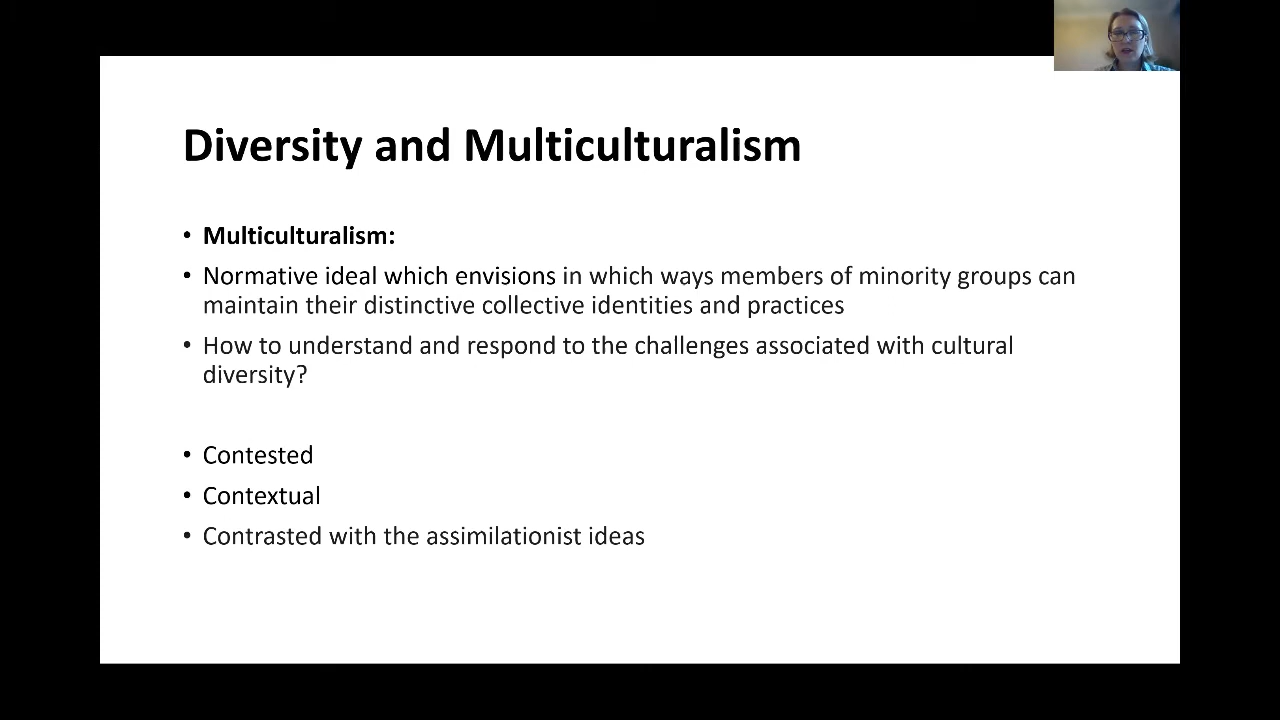 Diversity and Multiculturalism
• Multiculturalism:
• Normative ideal which envisions in which ways members of minority groups can
maintain their distinctive collective identities and practices
• How to understand and respond to the challenges associated with cultural
diversity?
• Contested
• Contextual
• Contrasted with the assimilationist ideas